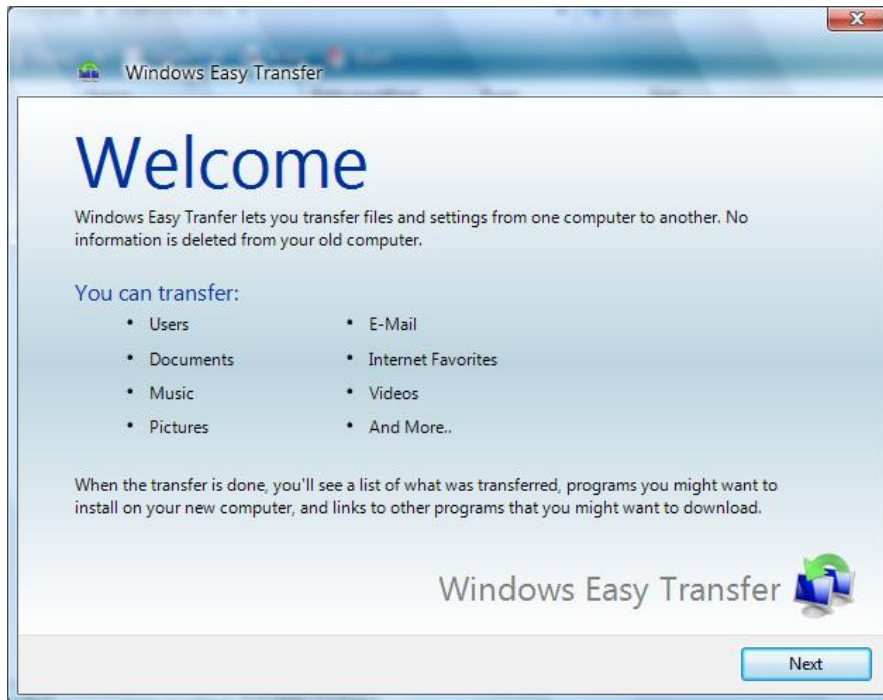 Windows Easy Transfer
Welcome
Windows Easy Tranfer lets you transfer files and settings from one computer to another. No
information is deleted from your old computer.
You can transfer:
• Users
• E-Mail
• Documents
• Internet Favorites
• Music
• Videos
• Pictures
• And More..
When the transfer is done, you'll see a list of what was transferred, programs you might want to
install on your new computer, and links to other programs that you might want to download.
Windows Easy Transfer
Next